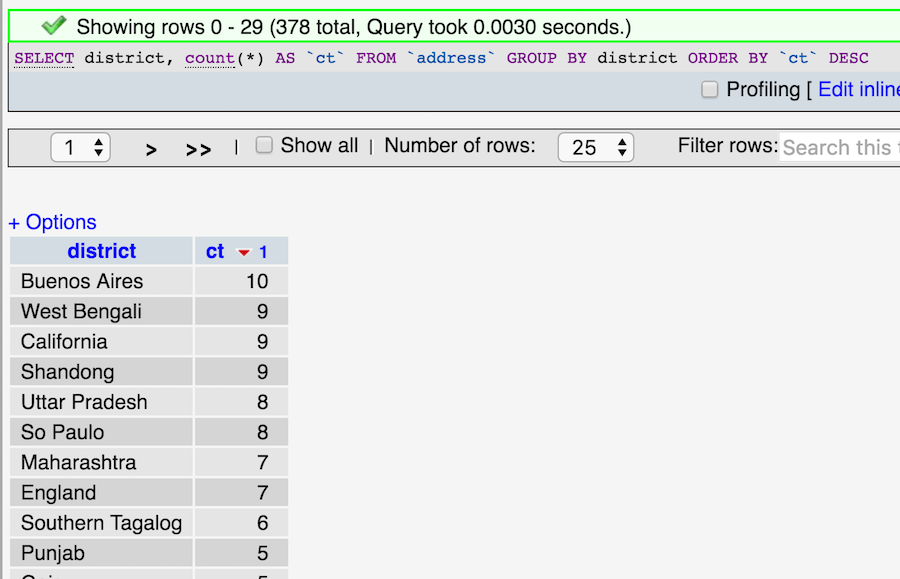 Showing rows 0 - 29 (378 total, Query took 0.0030 seconds.)
SELECT district, count(*) AS `ct` FROM `address` GROUP BY district ORDER BY `ct` DESC
Profiling [ Edit inline
1 > >> | Show all | Number of rows: 25 Filter rows: Search this
+ Options
district ct 1
Buenos Aires 10
West Bengali 9
California 9
Shandong 9
Uttar Pradesh 8
So Paulo 8
Maharashtra 7
England 7
Southern Tagalog 6
Punjab 5